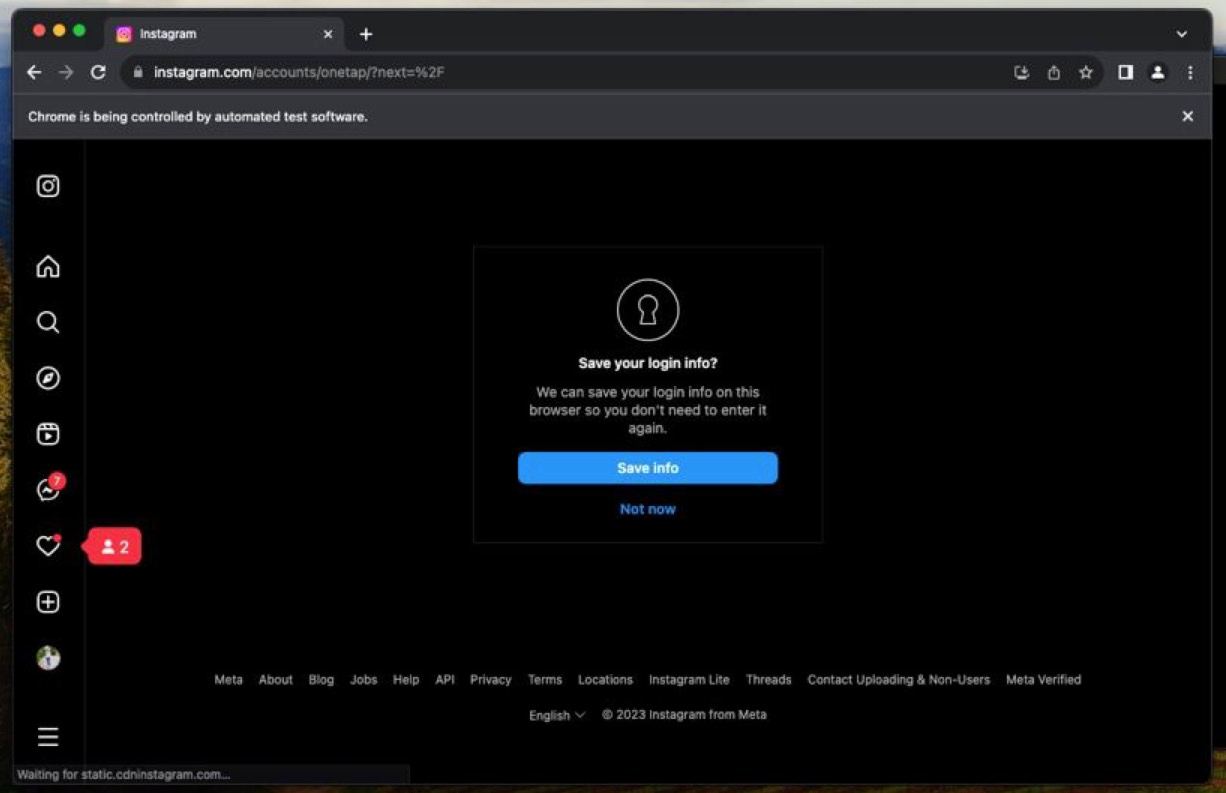 Instagram
instagram.com/accounts/onetap/?next=%2F
Chrome is being controlled by automated test software.
Save your login info?
We can save your login info on this
browser so you don't need to enter it
again.
Save info
Not now
7
2
Meta About Blog Jobs Help API Privacy Terms Locations Instagram Lite Threads Contact Uploading & Non-Users Meta Verified
English © 2023 Instagram from Meta
Waiting for static.cdninstagram.com...